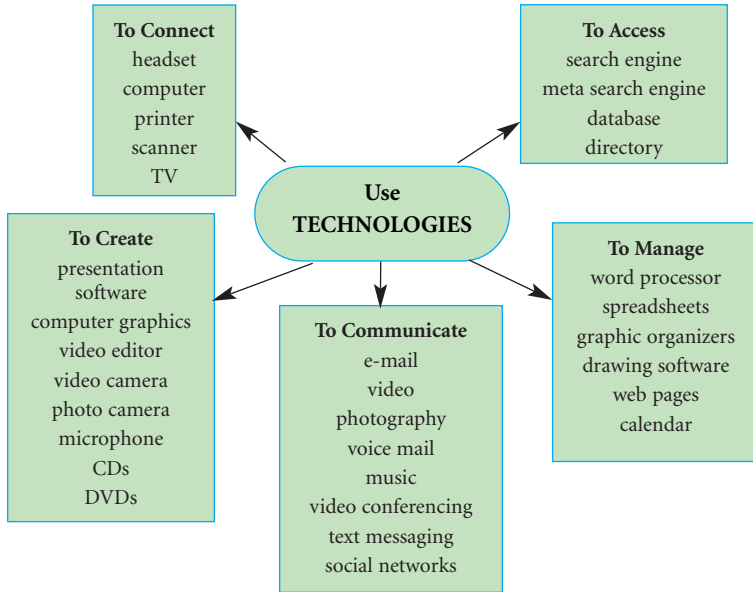 To Connect
headset
computer
printer
scanner
TV
To Access
search engine
meta search engine
database
directory
Use
TECHNOLOGIES
To Create
presentation
software
computer graphics
video editor
video camera
photo camera
microphone
CDs
DVDs
To Communicate
e-mail
video
photography
voice mail
music
video conferencing
text messaging
social networks
To Manage
word processor
spreadsheets
graphic organizers
drawing software
web pages
calendar